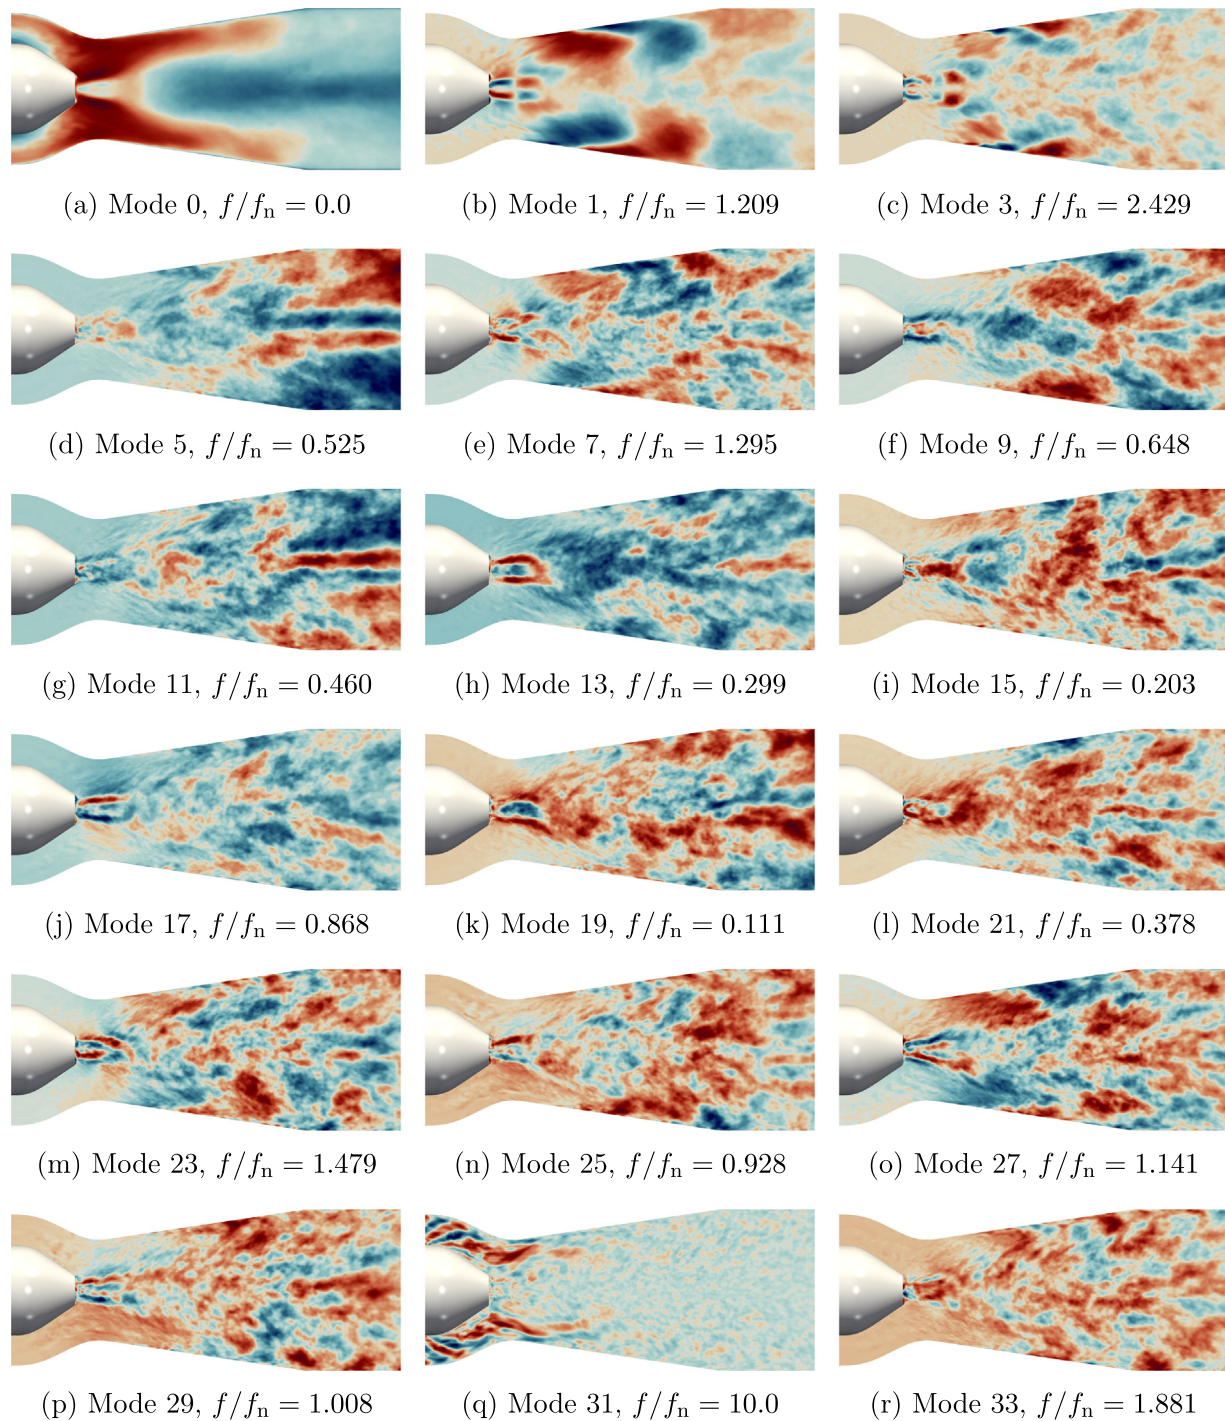 (a) Mode 0, f/fₙ = 0.0
(b) Mode 1, f/fₙ = 1.209
(c) Mode 3, f/fₙ = 2.429
(d) Mode 5, f/fₙ = 0.525
(e) Mode 7, f/fₙ = 1.295
(f) Mode 9, f/fₙ = 0.648
(g) Mode 11, f/fₙ = 0.460
(h) Mode 13, f/fₙ = 0.299
(i) Mode 15, f/fₙ = 0.203
(j) Mode 17, f/fₙ = 0.868
(k) Mode 19, f/fₙ = 0.111
(l) Mode 21, f/fₙ = 0.378
(m) Mode 23, f/fₙ = 1.479
(n) Mode 25, f/fₙ = 0.928
(o) Mode 27, f/fₙ = 1.141
(p) Mode 29, f/fₙ = 1.008
(q) Mode 31, f/fₙ = 10.0
(r) Mode 33, f/fₙ = 1.881